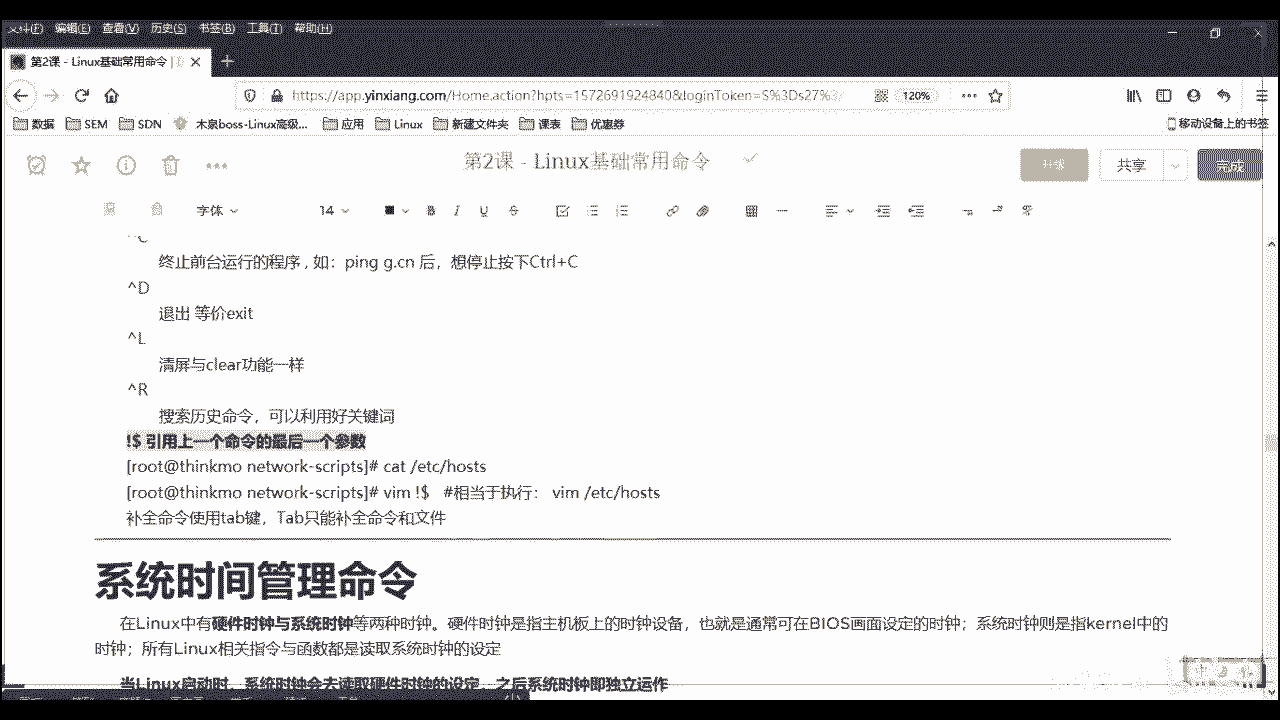 文件(F) 编辑(E) 查看(V) 历史(S) 书签(B) 工具(T) 帮助(H)
第2课 - Linux基础常用命令 |
https://app.yinxiang.com/Home.action?hpts=1572691924840&loginToken=S%3Ds27%3 120%
数据 SEM SDN 木泉boss-Linux高级... 应用 Linux 新建文件夹 课表 优惠券 移动设备上的书签
第2课 - Linux基础常用命令 共享 完成
字体 14
^C
终止前台运行的程序 , 如：ping g.cn 后，想停止按下Ctrl+C
^D
退出 等价exit
^L
清屏与clear功能一样
^R
搜索历史命令，可以利用好关键词
!$ 引用上一个命令的最后一个参数
[root@thinkmo network-scripts]# cat /etc/hosts
[root@thinkmo network-scripts]# vim !$ #相当于执行： vim /etc/hosts
补全命令使用tab键，Tab只能补全命令和文件
系统时间管理命令
在Linux中有硬件时钟与系统时钟等两种时钟。硬件时钟是指主机板上的时钟设备，也就是通常可在BIOS画面设定的时钟；系统时钟则是指kernel中的
时钟；所有Linux相关指令与函数都是读取系统时钟的设定
当Linux启动时，系统时钟会去读取硬件时钟的设定，之后系统时钟即独立运作